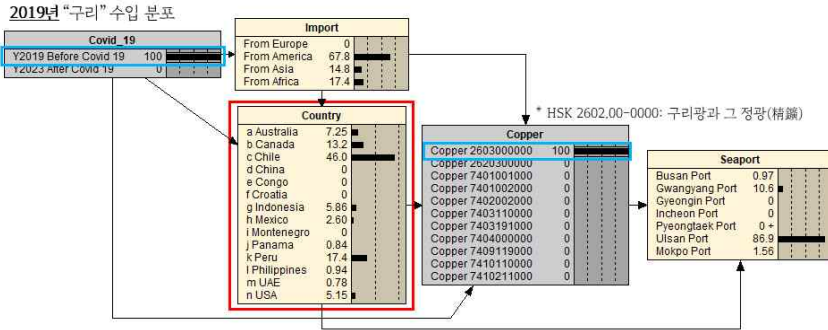 2019년 “구리” 수입 분포
Covid_19
Y2019 Before Covid 19 100
Y2023 After Covid 19 0
Import
From Europe 0
From America 67.8
From Asia 14.8
From Africa 17.4
* HSK 2602.00-0000: 구리광과 그 정광(精鑛)
Country
a Australia 7.25
b Canada 13.2
c Chile 46.0
d China 0
e Congo 0
f Croatia 0
g Indonesia 5.86
h Mexico 2.60
i Montenegro 0
j Panama 0.84
k Peru 17.4
l Philippines 0.94
m UAE 0.78
n USA 5.15
Copper
Copper 2603000000 100
Copper 2620300000 0
Copper 7401001000 0
Copper 7401002000 0
Copper 7402002000 0
Copper 7403110000 0
Copper 7403191000 0
Copper 7404000000 0
Copper 7409119000 0
Copper 7410110000 0
Copper 7410211000 0
Seaport
Busan Port 0.97
Gwangyang Port 10.6
Gyeongin Port 0
Incheon Port 0
Pyeongtaek Port 0 +
Ulsan Port 86.9
Mokpo Port 1.56